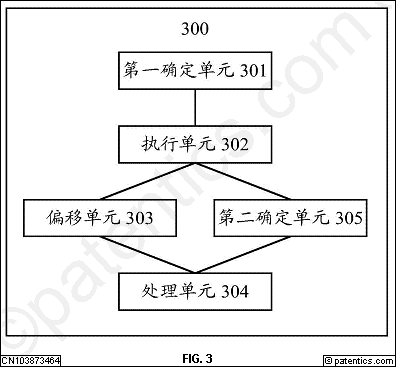 300
第一确定单元 301
执行单元 302
偏移单元 303
第二确定单元 305
处理单元 304
©patentics.com
CN103873464
FIG. 3
©patentics.com